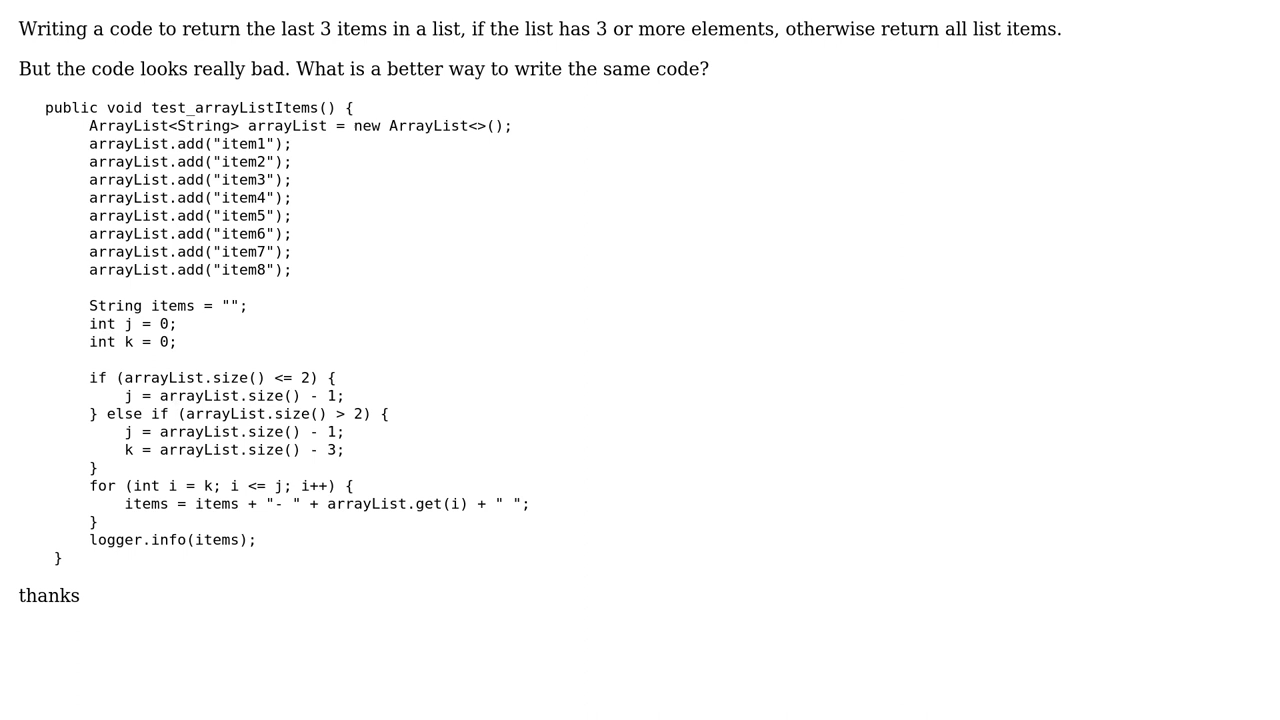 Writing a code to return the last 3 items in a list, if the list has 3 or more elements, otherwise return all list items.
But the code looks really bad. What is a better way to write the same code?
public void test_arrayListItems() {
ArrayList<String> arrayList = new ArrayList<>();
arrayList.add("item1");
arrayList.add("item2");
arrayList.add("item3");
arrayList.add("item4");
arrayList.add("item5");
arrayList.add("item6");
arrayList.add("item7");
arrayList.add("item8");
String items = "";
int j = 0;
int k = 0;
if (arrayList.size() <= 2) {
j = arrayList.size() - 1;
} else if (arrayList.size() > 2) {
j = arrayList.size() - 1;
k = arrayList.size() - 3;
}
for (int i = k; i <= j; i++) {
items = items + "- " + arrayList.get(i) + " ";
}
logger.info(items);
}
thanks